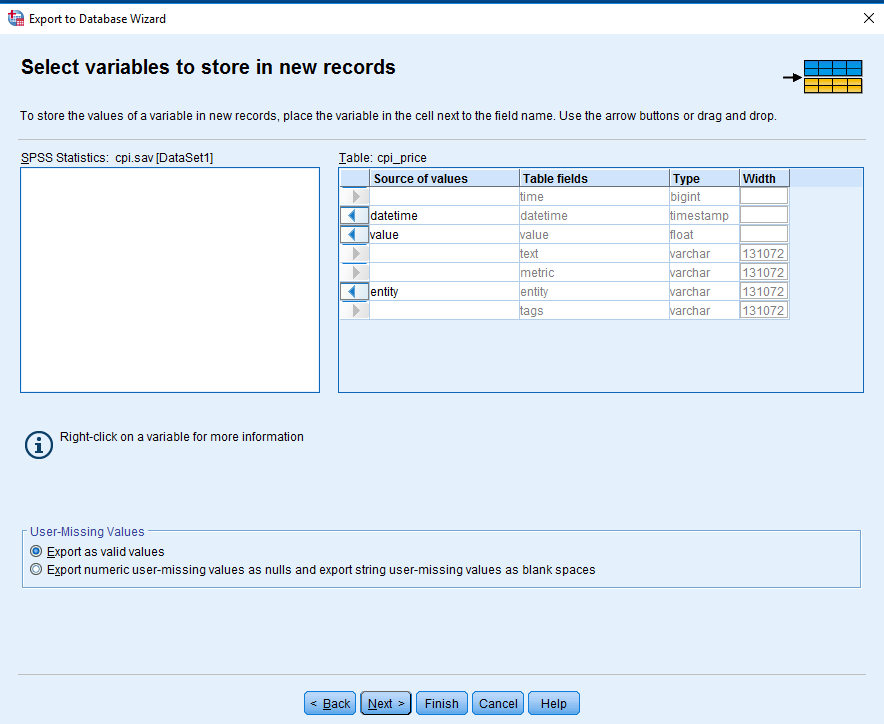 Export to Database Wizard
Select variables to store in new records
To store the values of a variable in new records, place the variable in the cell next to the field name. Use the arrow buttons or drag and drop.
SPSS Statistics: cpi.sav [DataSet1]
Table: cpi_price
Source of values Table fields Type Width
time bigint
datetime datetime timestamp
value value float
text varchar 131072
metric varchar 131072
entity entity varchar 131072
tags varchar 131072
Right-click on a variable for more information
User-Missing Values
Export as valid values
Export numeric user-missing values as nulls and export string user-missing values as blank spaces
< Back Next > Finish Cancel Help